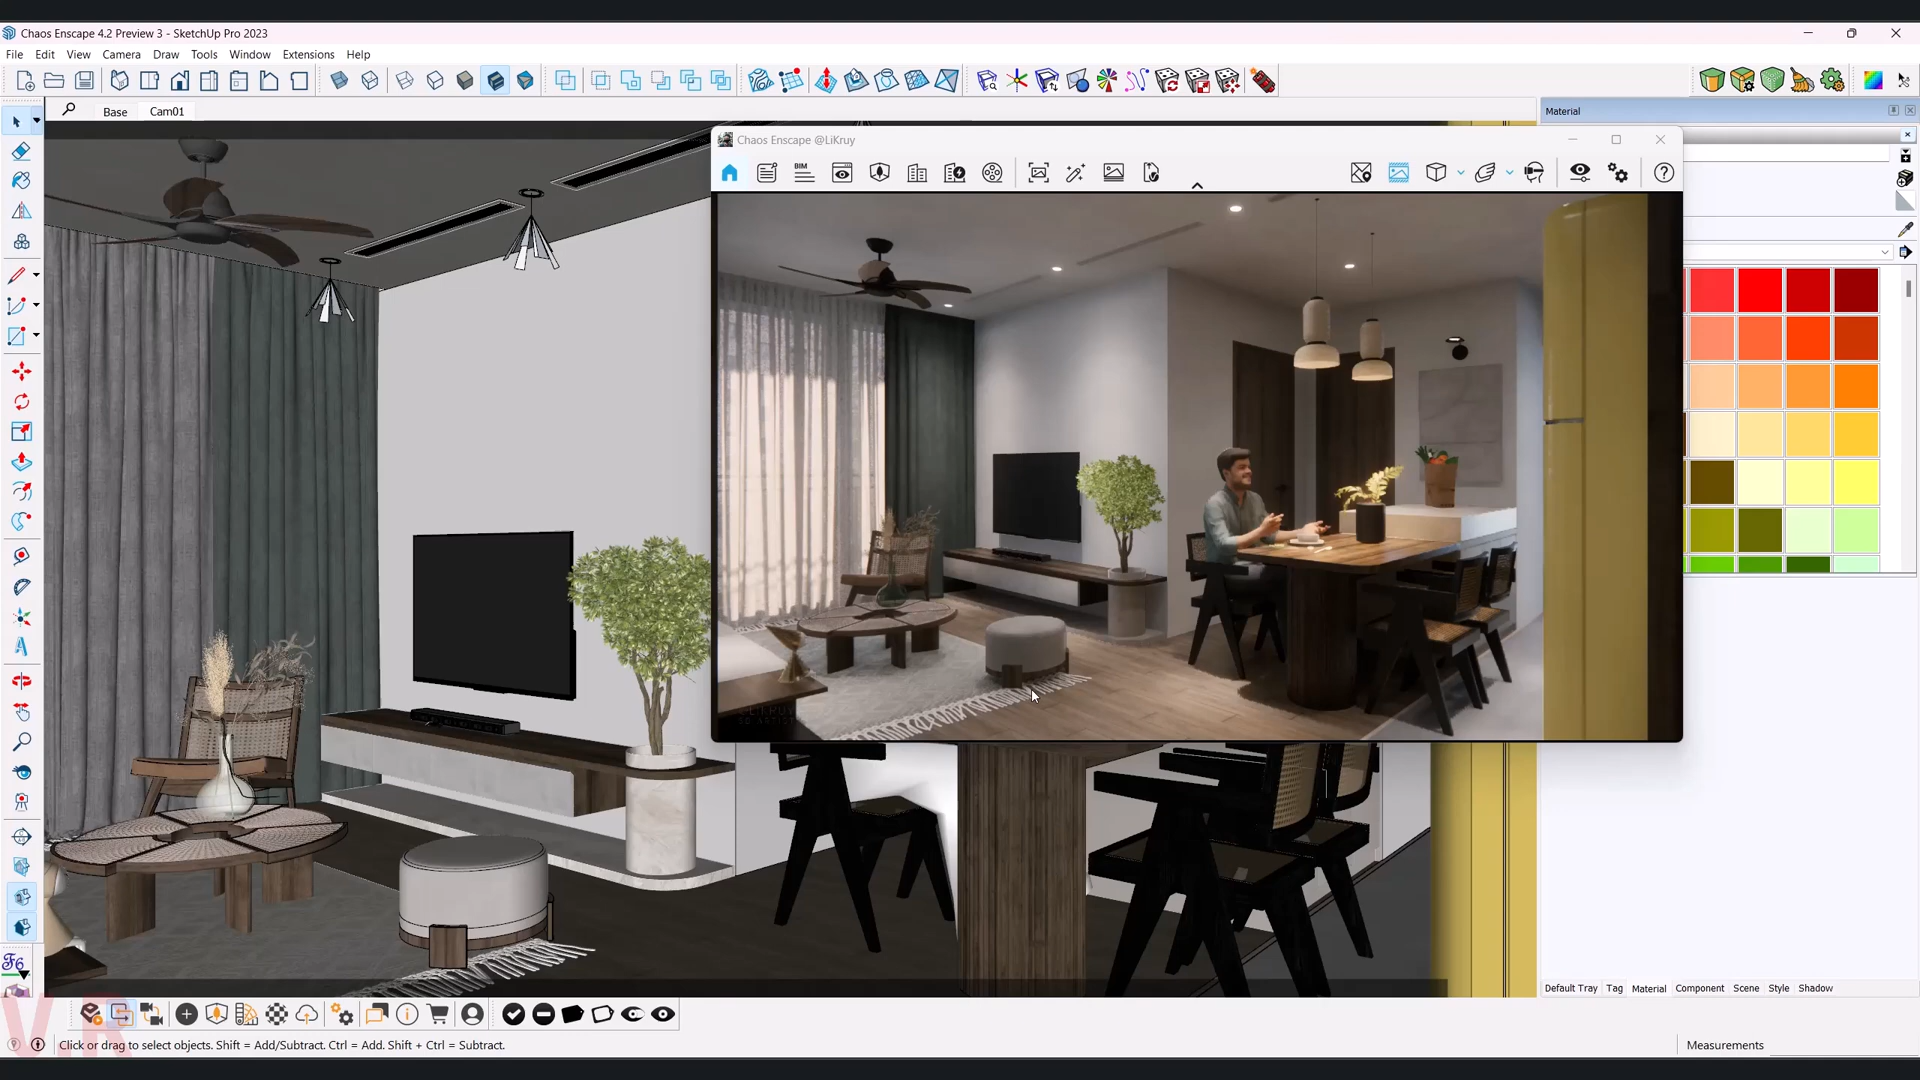 Chaos Enscape 4.2 Preview 3 - SketchUp Pro 2023
File Edit View Camera Draw Tools Window Extensions Help
Base Cam01
Material
Chaos Enscape @LiKruy
BIM
Default Tray Tag Material Component Scene Style Shadow
Click or drag to select objects. Shift = Add/Subtract. Ctrl = Add. Shift + Ctrl = Subtract.
Measurements